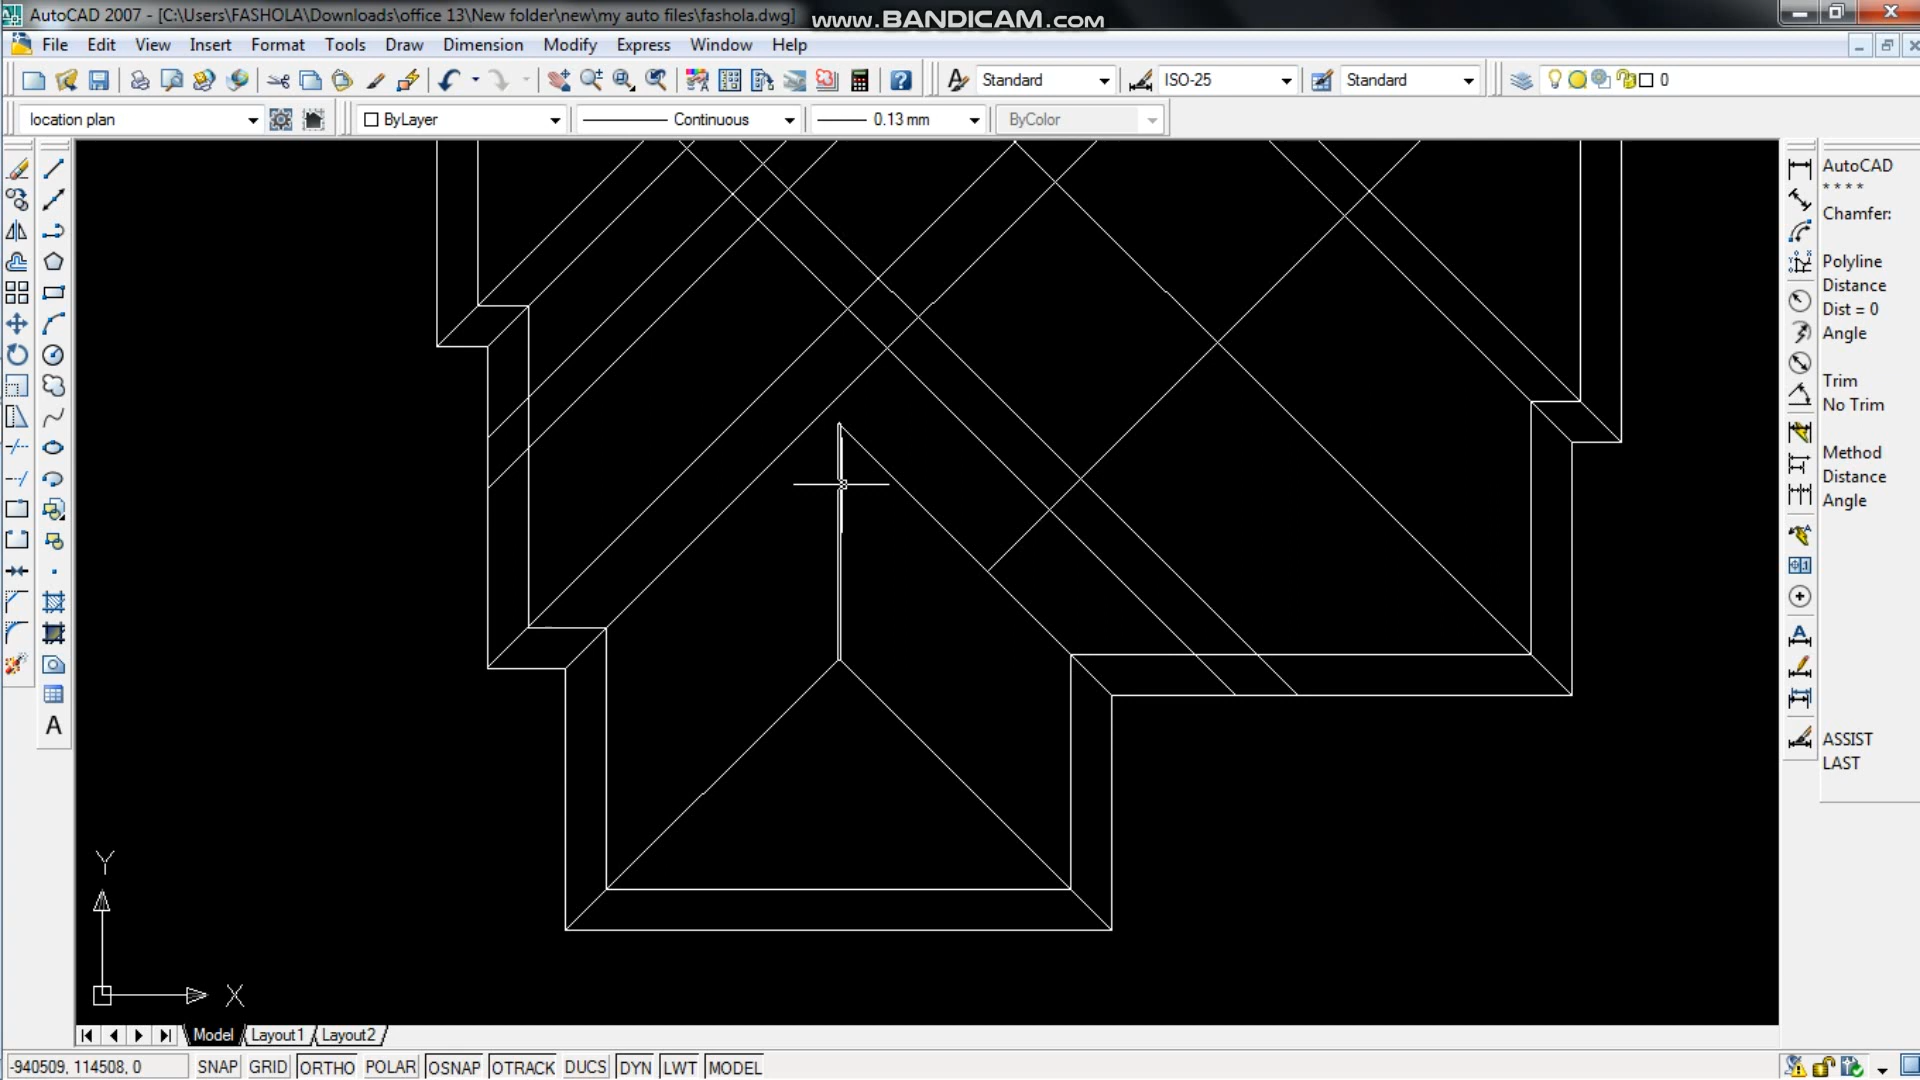 AutoCAD 2007 - [C:\Users\FASHOLA\Downloads\office 13\New folder\new\my auto files\fashola.dwg]
www.BANDICAM.com
File Edit View Insert Format Tools Draw Dimension Modify Express Window Help
Standard ISO-25 Standard 0
location plan ByLayer Continuous 0.13 mm ByColor
AutoCAD
* * * *
Chamfer:
Polyline
Distance
Dist = 0
Angle
Trim
No Trim
Method
Distance
Angle
ASSIST
LAST
A
Y
X
Model Layout1 Layout2
-940509, 114508, 0 SNAP GRID ORTHO POLAR OSNAP OTRACK DUCS DYN LWT MODEL